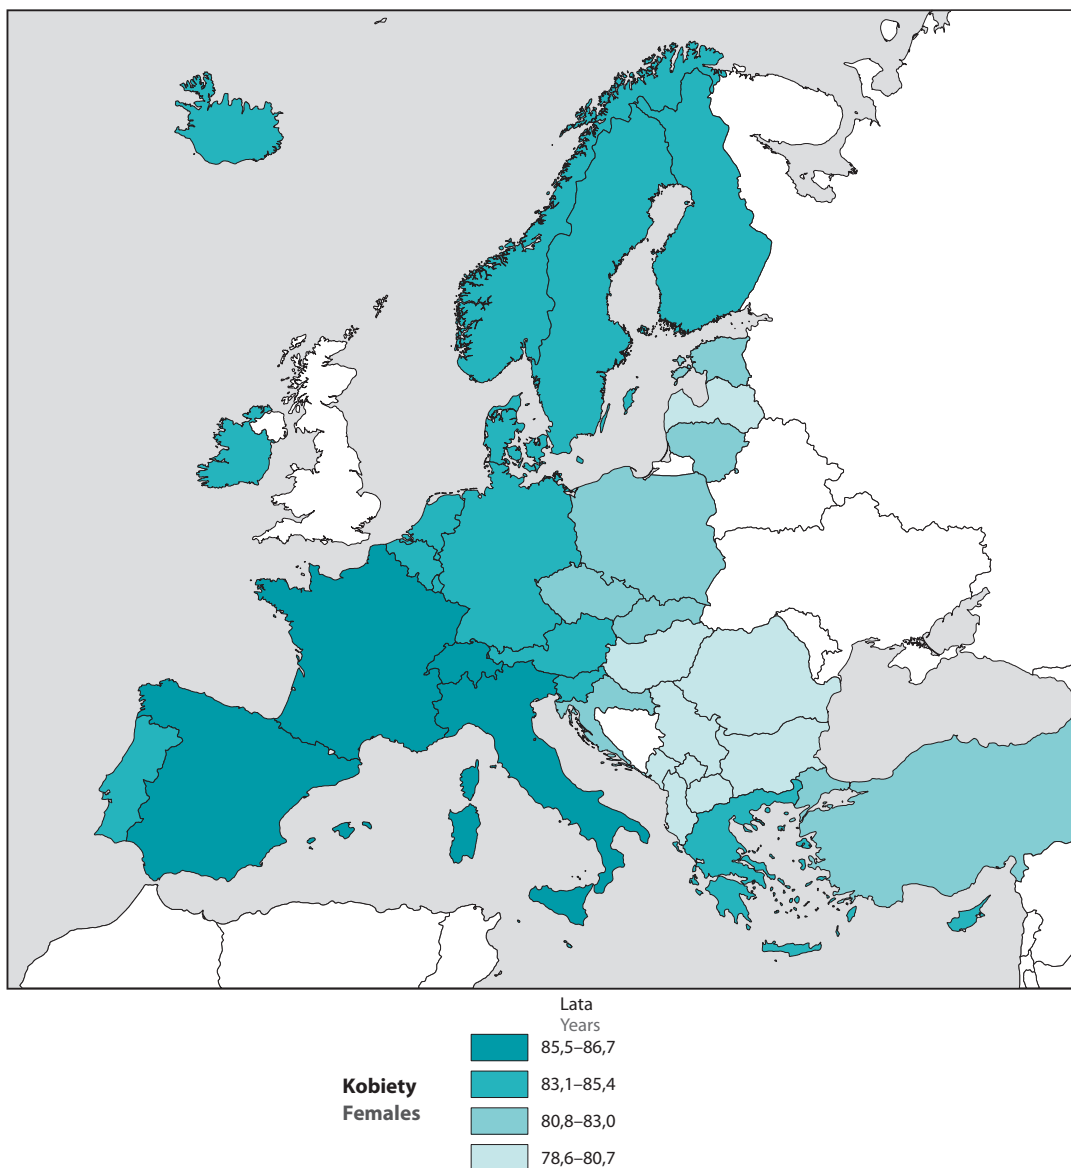 Lata
Years
85,5–86,7
83,1–85,4
Kobiety
Females
80,8–83,0
78,6–80,7